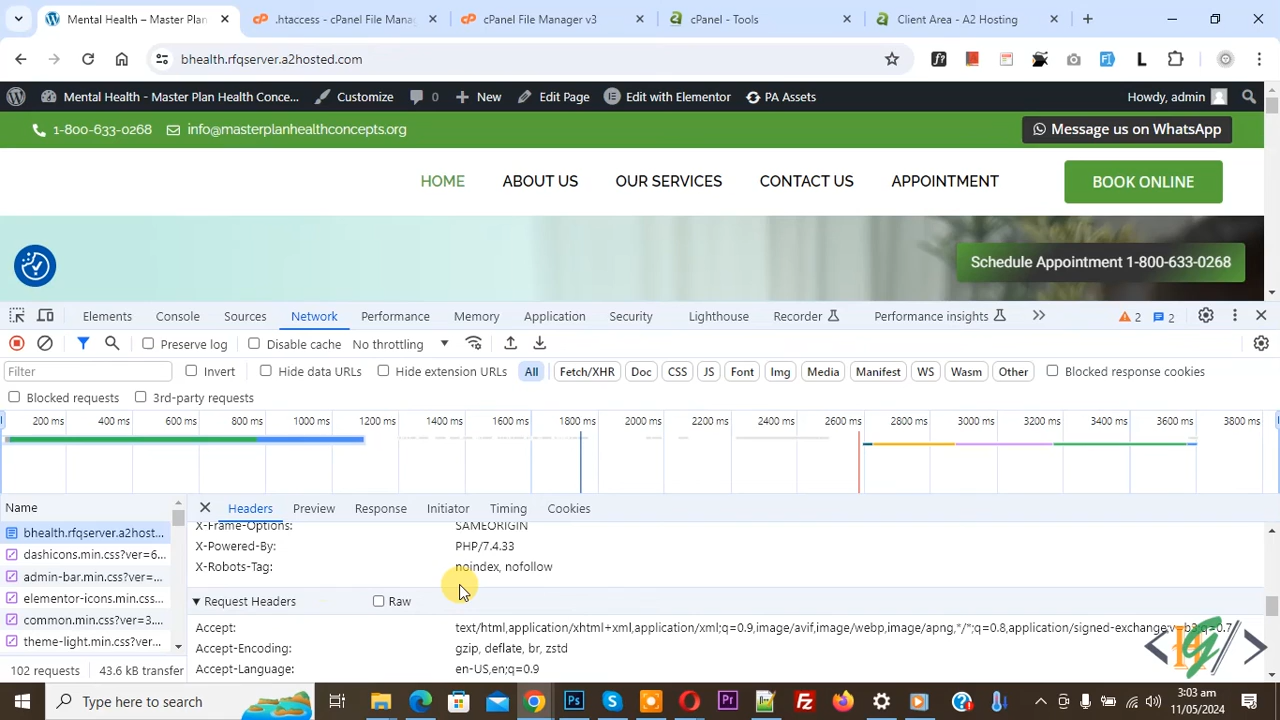 Mental Health – Master Plan
.htaccess - cPanel File Mana
cPanel File Manager v3
cPanel - Tools
Client Area - A2 Hosting
bhealth.rfqserver.a2hosted.com
Mental Health – Master Plan Health Conce...
Customize
0
New
Edit Page
Edit with Elementor
PA Assets
Howdy, admin
1-800-633-0268
info@masterplanhealthconcepts.org
Message us on WhatsApp
HOME
ABOUT US
OUR SERVICES
CONTACT US
APPOINTMENT
BOOK ONLINE
Schedule Appointment 1-800-633-0268
Elements
Console
Sources
Network
Performance
Memory
Application
Security
Lighthouse
Recorder
Performance insights
2
2
Preserve log
Disable cache
No throttling
Filter
Invert
Hide data URLs
Hide extension URLs
All
Fetch/XHR
Doc
CSS
JS
Font
Img
Media
Manifest
WS
Wasm
Other
Blocked response cookies
Blocked requests
3rd-party requests
200 ms
400 ms
600 ms
800 ms
1000 ms
1200 ms
1400 ms
1600 ms
1800 ms
2000 ms
2200 ms
2400 ms
2600 ms
2800 ms
3000 ms
3200 ms
3400 ms
3600 ms
3800 ms
Name
Headers
Preview
Response
Initiator
Timing
Cookies
bhealth.rfqserver.a2host...
dashicons.min.css?ver=6...
admin-bar.min.css?ver=...
elementor-icons.min.css...
common.min.css?ver=3....
theme-light.min.css?ver...
102 requests
43.6 kB transfer
X-Frame-Options: SAMEORIGIN
X-Powered-By: PHP/7.4.33
X-Robots-Tag: noindex, nofollow
Request Headers
Raw
Accept: text/html,application/xhtml+xml,application/xml;q=0.9,image/avif,image/webp,image/apng,*/*;q=0.8,application/signed-exchange;v=b3;q=0.7
Accept-Encoding: gzip, deflate, br, zstd
Accept-Language: en-US,en;q=0.9
Type here to search
3:03 am
11/05/2024